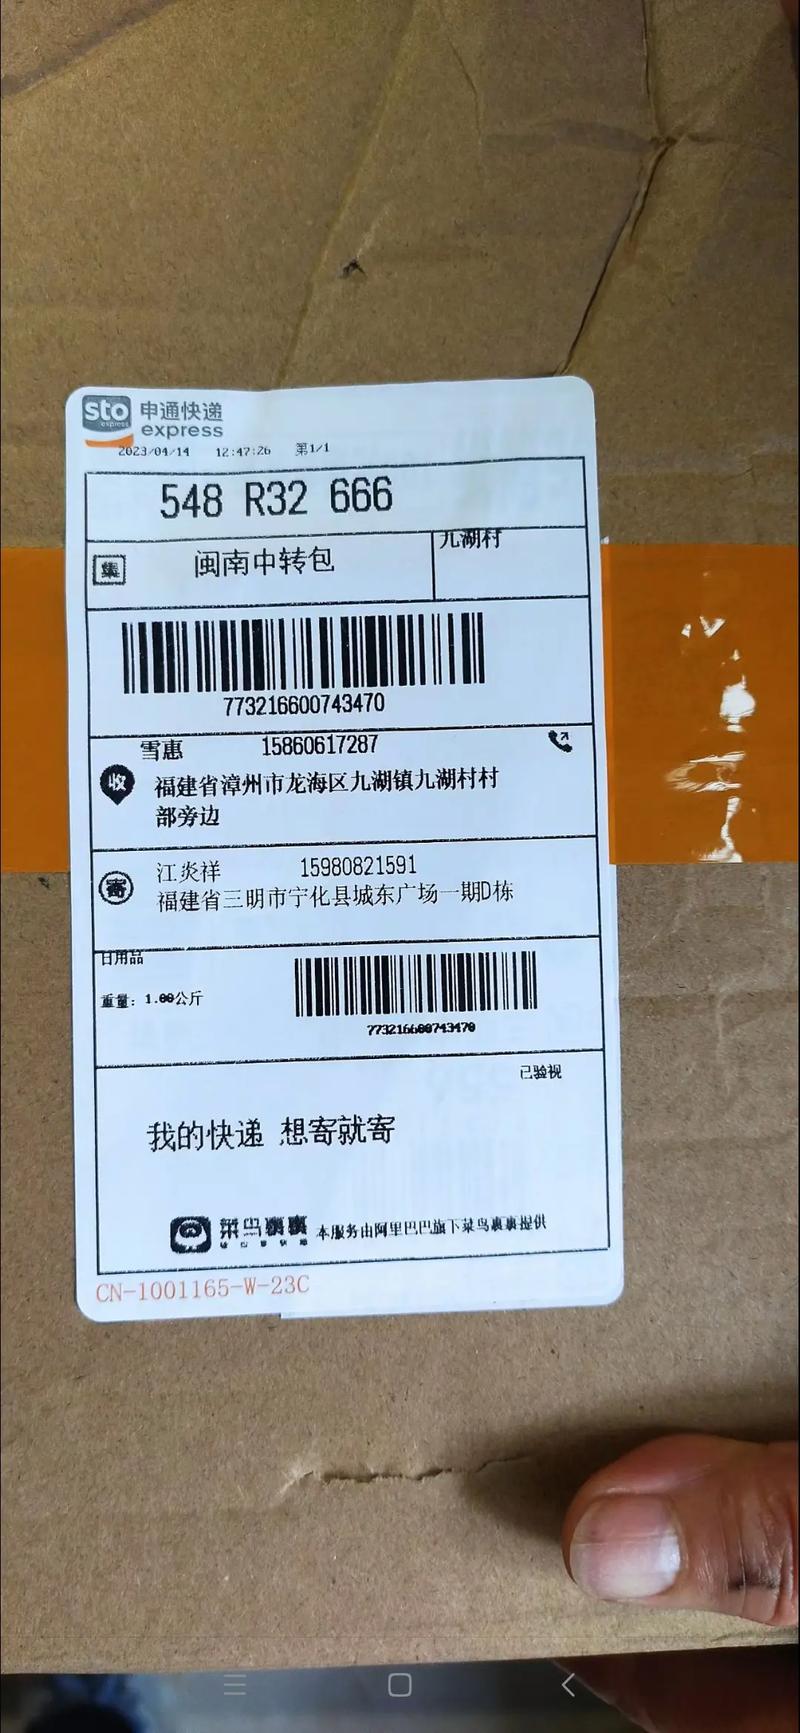 sto 申通快递
express express
2023/04/14 12:47:26 第1/1
548 R32 666
集 闽南中转包 九湖村
773216600743470
雪惠 15860617287
收 福建省漳州市龙海区九湖镇九湖村村
部旁边
江炎祥 15980821591
寄 福建省三明市宁化县城东广场一期D栋
日用品
重量: 1.00公斤
773216600743470
已验视
我的快递 想寄就寄
菜鸟裹裹 本服务由阿里巴巴旗下菜鸟裹裹提供
CN-1001165-W-23C